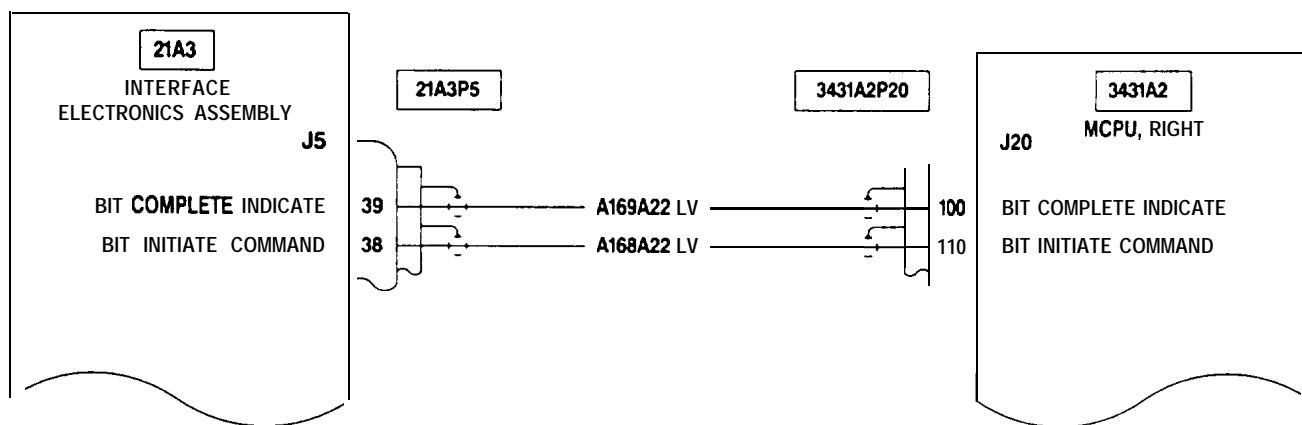 21A3
INTERFACE
ELECTRONICS ASSEMBLY
J5
21A3P5
3431A2P20
3431A2
MCPU, RIGHT
J20
BIT COMPLETE INDICATE 39 A169A22 LV 100 BIT COMPLETE INDICATE
BIT INITIATE COMMAND 38 A168A22 LV 110 BIT INITIATE COMMAND